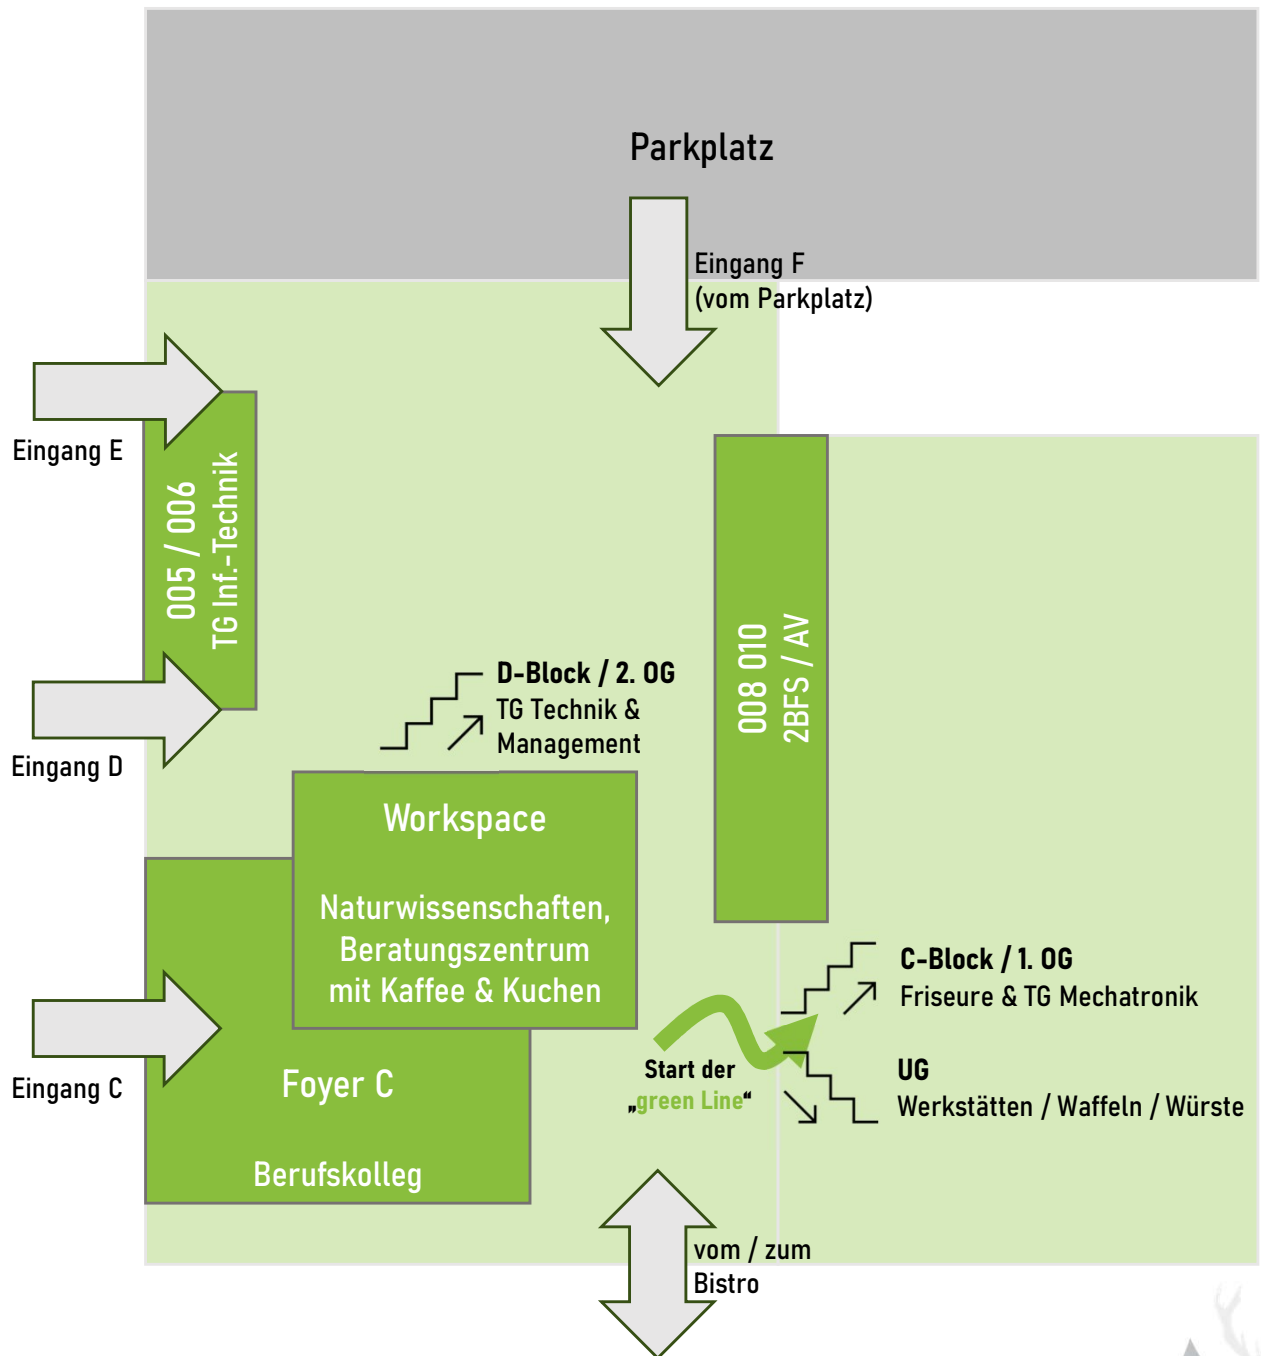 Parkplatz
Eingang F
(vom Parkplatz)
Eingang E
005 / 006
TG Inf.-Technik
Eingang D
D-Block / 2. OG
TG Technik &
Management
008 010
2BFS / AV
Workspace
Naturwissenschaften,
Beratungszentrum
mit Kaffee & Kuchen
Eingang C
Foyer C
Berufskolleg
C-Block / 1. OG
Friseure & TG Mechatronik
Start der
„green Line“
UG
Werkstätten / Waffeln / Würste
vom / zum
Bistro